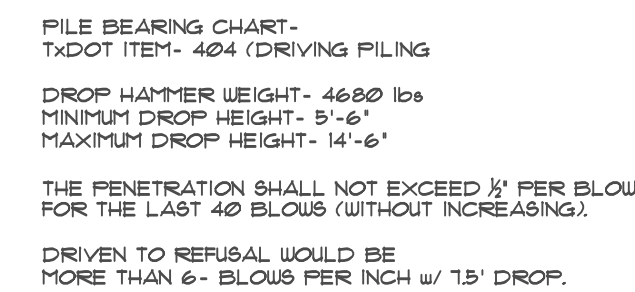 PILE BEARING CHART-
TxDOT ITEM- 404 (DRIVING PILING
DROP HAMMER WEIGHT- 4680 lbs
MINIMUM DROP HEIGHT- 5'-6"
MAXIMUM DROP HEIGHT- 14'-6"
THE PENETRATION SHALL NOT EXCEED ½" PER BLOW
FOR THE LAST 40 BLOWS (WITHOUT INCREASING).
DRIVEN TO REFUSAL WOULD BE
MORE THAN 6- BLOWS PER INCH w/ 7.5' DROP.